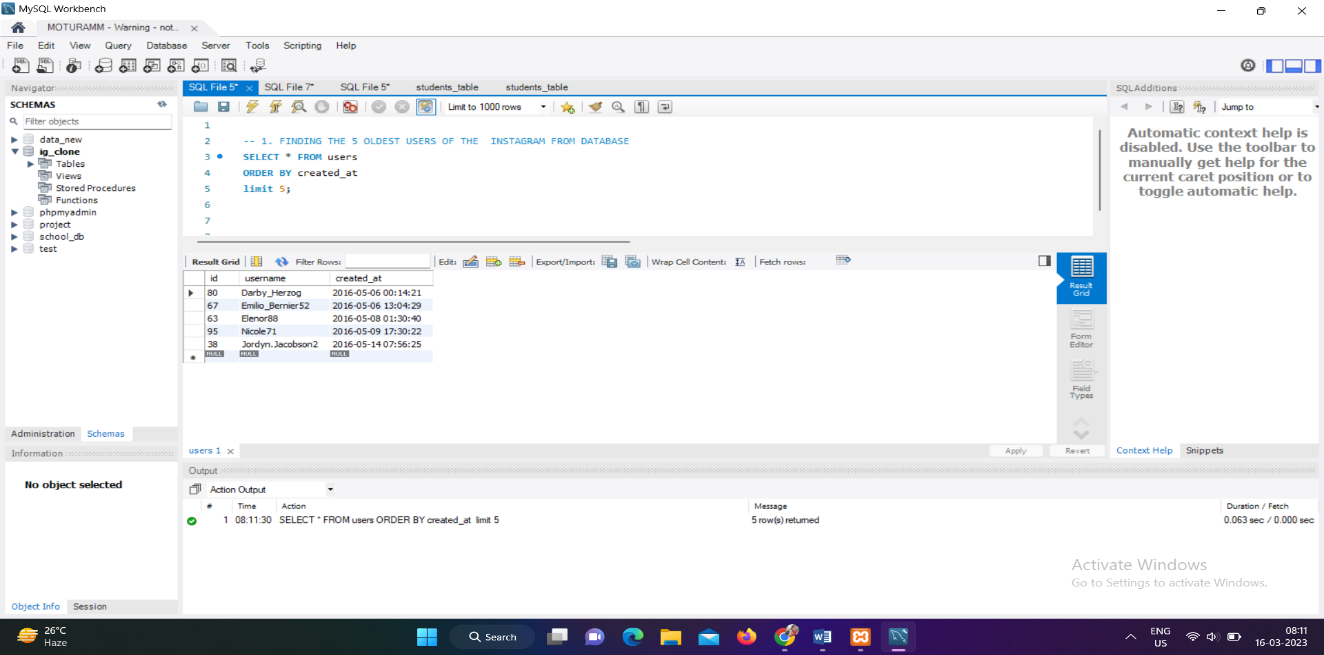 MySQL Workbench
MOTURAMM - Warning - not...
File Edit View Query Database Server Tools Scripting Help
Navigator
SCHEMAS
Filter objects
data_new
ig_clone
Tables
Views
Stored Procedures
Functions
phpmyadmin
project
school_db
test
Administration Schemas
Information
No object selected
Object Info Session
SQL File 5* SQL File 7* SQL File 5* students_table students_table
Limit to 1000 rows
1
2 -- 1. FINDING THE 5 OLDEST USERS OF THE INSTAGRAM FROM DATABASE
3 SELECT * FROM users
4 ORDER BY created_at
5 limit 5;
6
7
Result Grid Filter Rows: Edit: Export/Import: Wrap Cell Content: Fetch rows:
id username created_at
80 Darby_Herzog 2016-05-06 00:14:21
67 Emilio_Bernier52 2016-05-06 13:04:29
63 Elenor88 2016-05-08 01:30:40
95 Nicole71 2016-05-09 17:30:22
38 Jordyn.Jacobson2 2016-05-14 07:56:25
NULL NULL NULL
Result
Grid
Form
Editor
Field
Types
users 1 Apply Revert
SQLAdditions
Jump to
Automatic context help is
disabled. Use the toolbar to
manually get help for the
current caret position or to
toggle automatic help.
Context Help Snippets
Output
Action Output
# Time Action Message Duration / Fetch
1 08:11:30 SELECT * FROM users ORDER BY created_at limit 5 5 row(s) returned 0.063 sec / 0.000 sec
Activate Windows
Go to Settings to activate Windows.
26°C
Haze
Search
ENG
US
08:11
16-03-2023